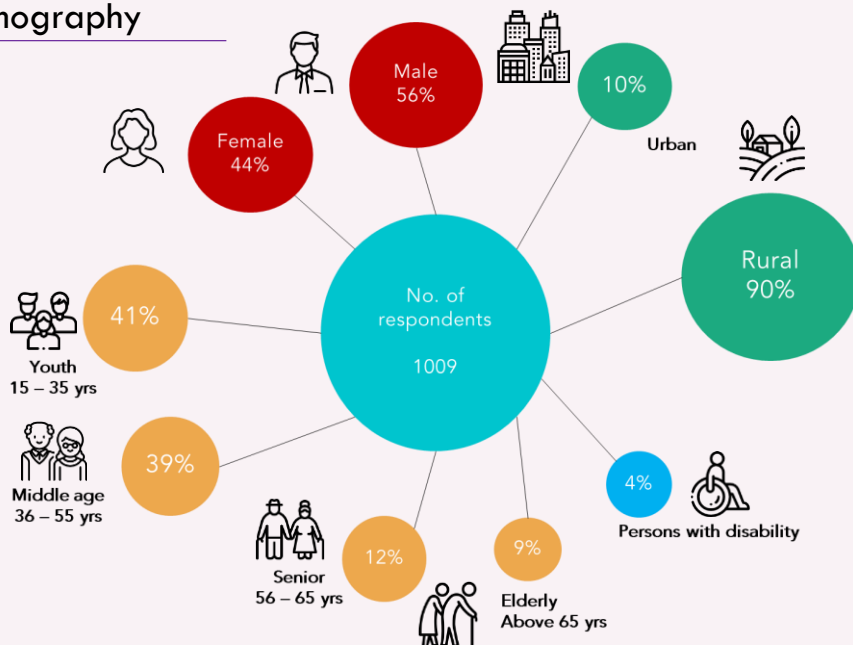 nography
Male
56%
10%
Urban
Female
44%
Rural
90%
No. of
respondents
1009
41%
Youth
15 – 35 yrs
39%
Middle age
36 – 55 yrs
4%
Persons with disability
12%
Senior
56 – 65 yrs
9%
Elderly
Above 65 yrs